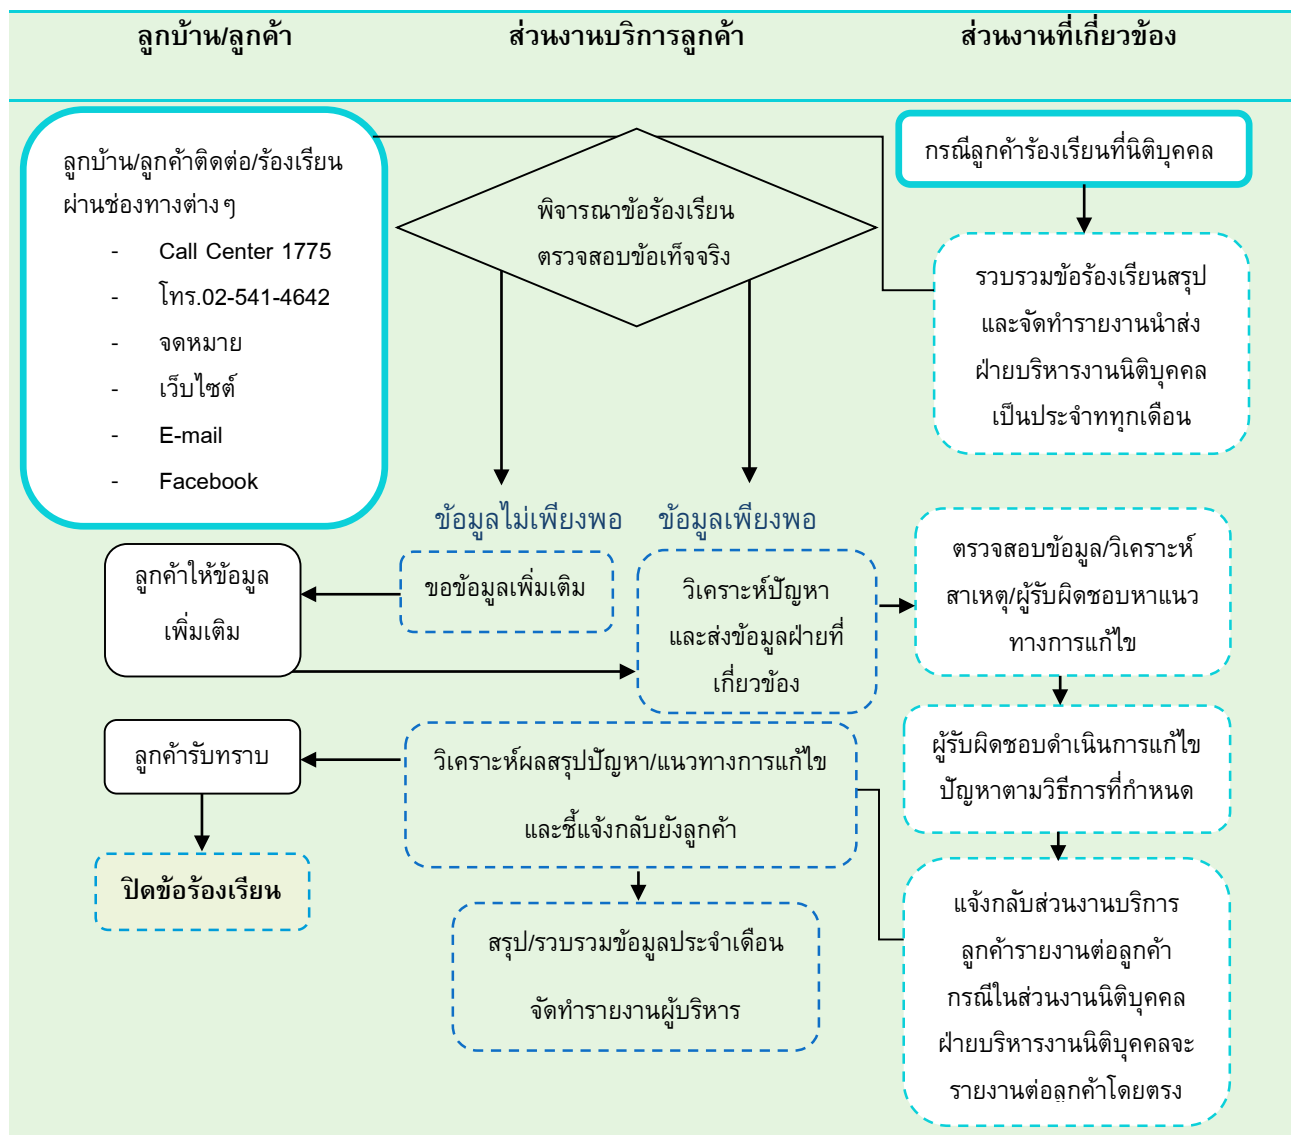 ลูกบ้าน/ลูกค้า
ส่วนงานบริการลูกค้า
ส่วนงานที่เกี่ยวข้อง
ลูกบ้าน/ลูกค้าติดต่อ/ร้องเรียน
ผ่านช่องทางต่าง ๆ
- Call Center 1775
- โทร.02-541-4642
- จดหมาย
- เว็บไซต์
- E-mail
- Facebook
พิจารณาข้อร้องเรียน
ตรวจสอบข้อเท็จจริง
กรณีลูกค้าร้องเรียนที่นิติบุคคล
รวบรวมข้อร้องเรียนสรุป
และจัดทำรายงานนำส่ง
ฝ่ายบริหารงานนิติบุคคล
เป็นประจำททุกเดือน
ข้อมูลไม่เพียงพอ
ข้อมูลเพียงพอ
ลูกค้าให้ข้อมูล
เพิ่มเติม
ขอข้อมูลเพิ่มเติม
วิเคราะห์ปัญหา
และส่งข้อมูลฝ่ายที่
เกี่ยวข้อง
ตรวจสอบข้อมูล/วิเคราะห์
สาเหตุ/ผู้รับผิดชอบหาแนว
ทางการแก้ไข
ลูกค้ารับทราบ
วิเคราะห์ผลสรุปปัญหา/แนวทางการแก้ไข
และชี้แจ้งกลับยังลูกค้า
ผู้รับผิดชอบดำเนินการแก้ไข
ปัญหาตามวิธีการที่กำหนด
ปิดข้อร้องเรียน
สรุป/รวบรวมข้อมูลประจำเดือน
จัดทำรายงานผู้บริหาร
แจ้งกลับส่วนงานบริการ
ลูกค้ารายงานต่อลูกค้า
กรณีในส่วนงานนิติบุคคล
ฝ่ายบริหารงานนิติบุคคลจะ
รายงานต่อลูกค้าโดยตรง